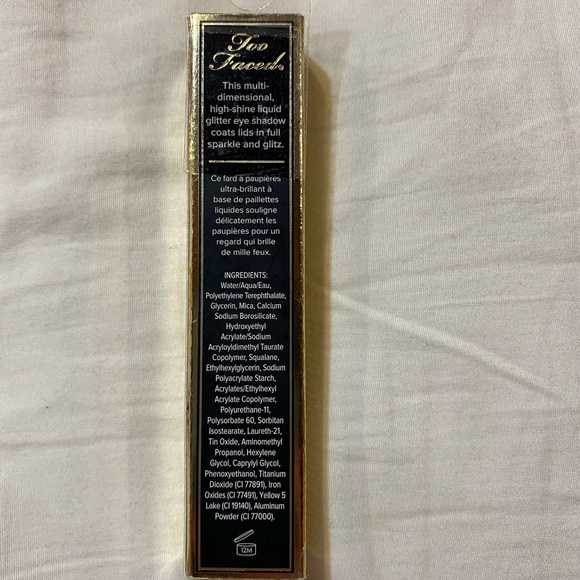 Too
Faced.
This multi-
dimensional,
high-shine liquid
glitter eye shadow
coats lids in full
sparkle and glitz.
Ce fard à paupières
ultra-brillant à
base de paillettes
liquides souligne
délicatement les
paupières pour un
regard qui brille
de mille feux.
INGREDIENTS:
Water/Aqua/Eau,
Polyethylene Terephthalate,
Glycerin, Mica, Calcium
Sodium Borosilicate,
Hydroxyethyl
Acrylate/Sodium
Acryloyldimethyl Taurate
Copolymer, Squalane,
Ethylhexylglycerin, Sodium
Polyacrylate Starch,
Acrylates/Ethylhexyl
Acrylate Copolymer,
Polyurethane-11,
Polysorbate 60, Sorbitan
Isostearate, Laureth-21,
Tin Oxide, Aminomethyl
Propanol, Hexylene
Glycol, Caprylyl Glycol,
Phenoxyethanol, Titanium
Dioxide (CI 77891), Iron
Oxides (CI 77491), Yellow 5
Lake (CI 19140), Aluminum
Powder (CI 77000).
12M